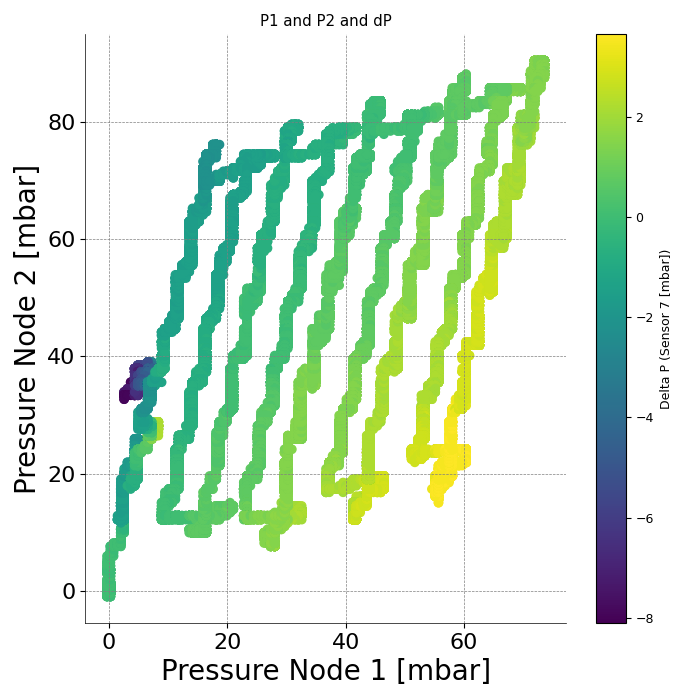 P1 and P2 and dP
Pressure Node 2 [mbar]
80
60
40
20
0
0 20 40 60
Pressure Node 1 [mbar]
2
0
−2
−4
−6
−8
Delta P (Sensor 7 [mbar])